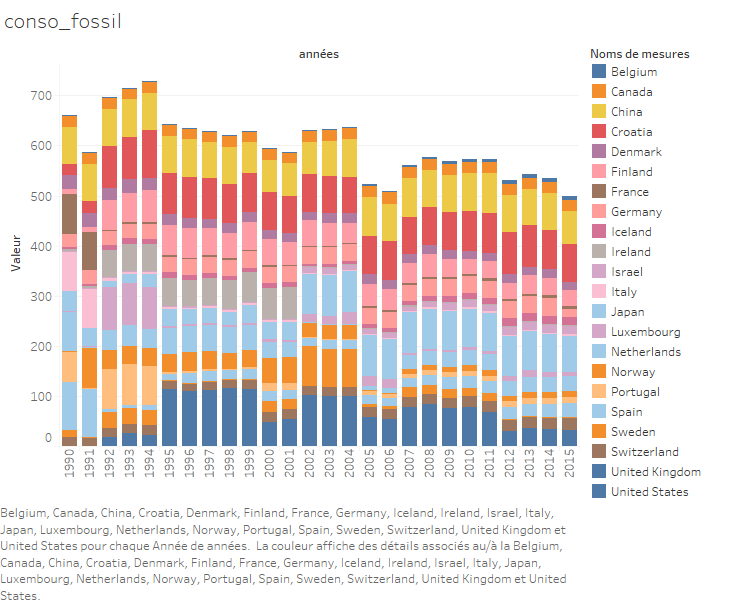 conso_fossil
années
Noms de mesures
Belgium
Canada
China
Croatia
Denmark
Finland
France
Germany
Iceland
Ireland
Israel
Italy
Japan
Luxembourg
Netherlands
Norway
Portugal
Spain
Sweden
Switzerland
United Kingdom
United States
Valeur
700
600
500
400
300
200
100
0
1990
1991
1992
1993
1994
1995
1996
1997
1998
1999
2000
2001
2002
2003
2004
2005
2006
2007
2008
2009
2010
2011
2012
2013
2014
2015
Belgium, Canada, China, Croatia, Denmark, Finland, France, Germany, Iceland, Ireland, Israel, Italy,
Japan, Luxembourg, Netherlands, Norway, Portugal, Spain, Sweden, Switzerland, United Kingdom et
United States pour chaque Année de années. La couleur affiche des détails associés au/à la Belgium,
Canada, China, Croatia, Denmark, Finland, France, Germany, Iceland, Ireland, Israel, Italy, Japan,
Luxembourg, Netherlands, Norway, Portugal, Spain, Sweden, Switzerland, United Kingdom et United
States.